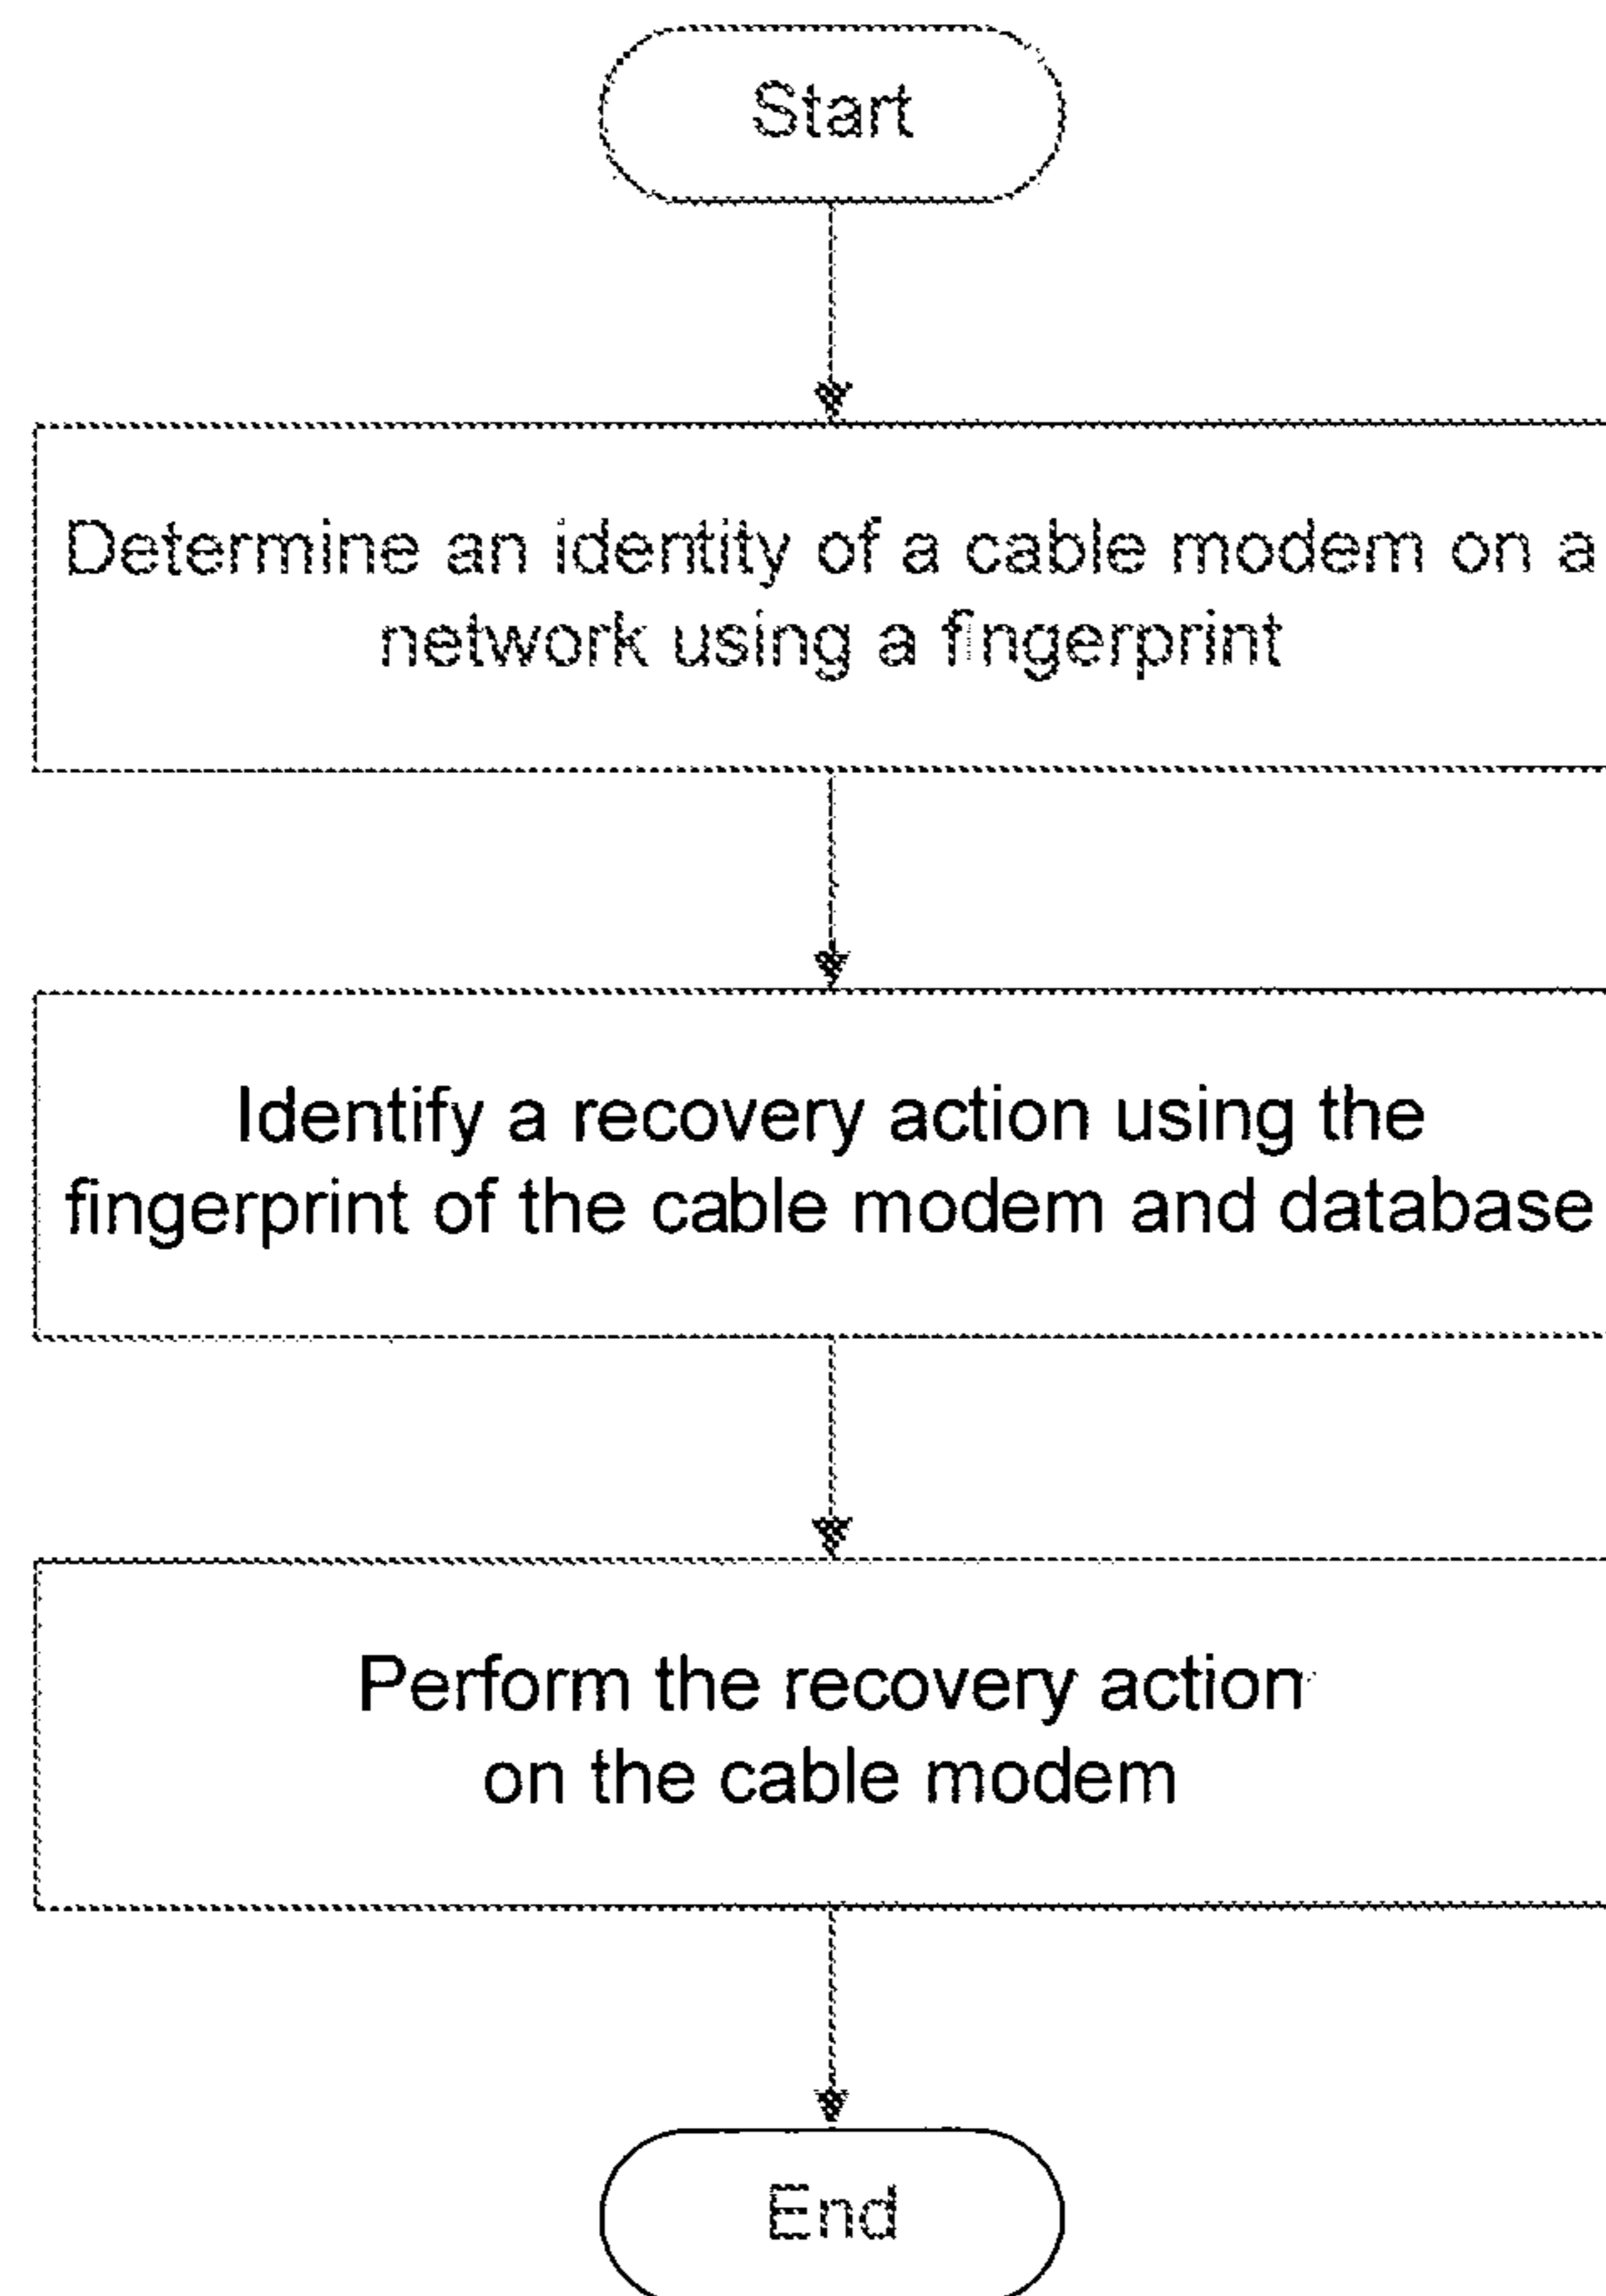 Start
Determine an identity of a cable modem on a
network using a fingerprint
Identify a recovery action using the
fingerprint of the cable modem and database
Perform the recovery action
on the cable modem
End